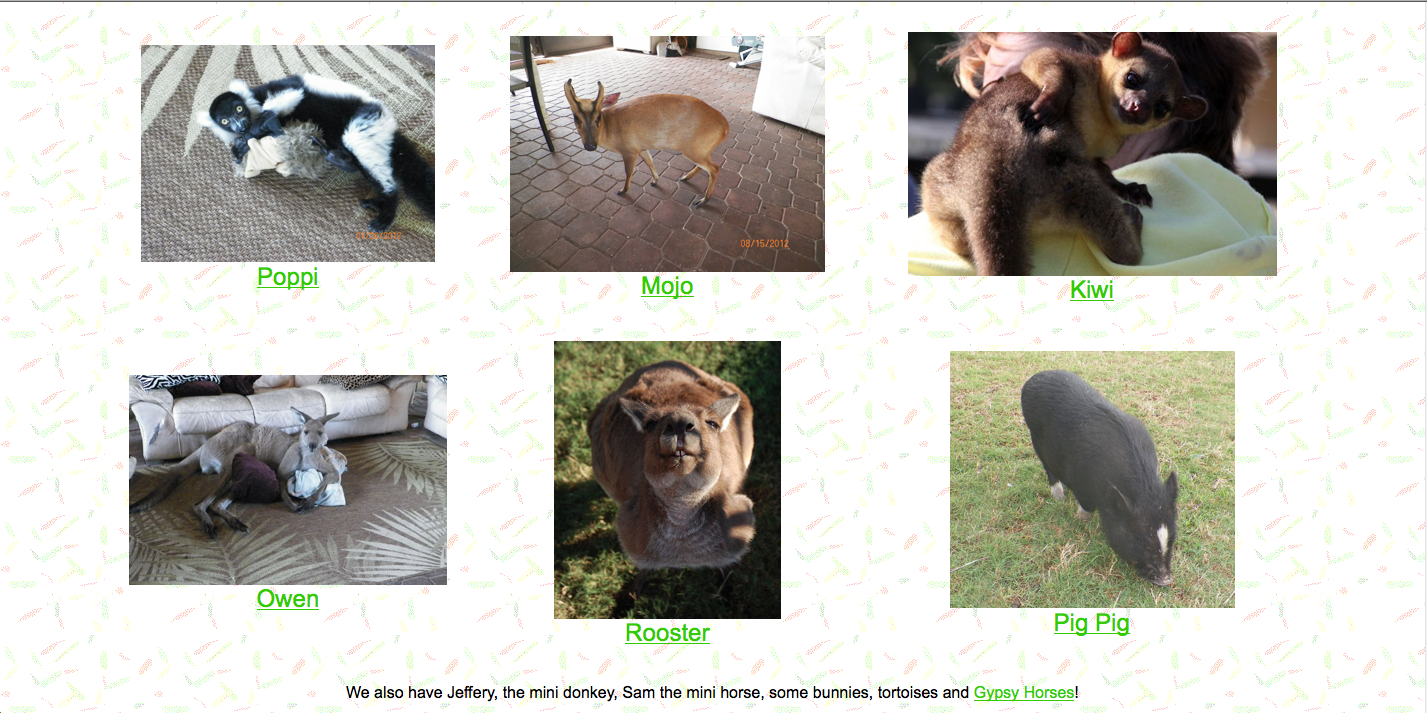 08/15/2012
Poppi
Mojo
Kiwi
Owen
Rooster
Pig Pig
We also have Jeffery, the mini donkey, Sam the mini horse, some bunnies, tortoises and Gypsy Horses!